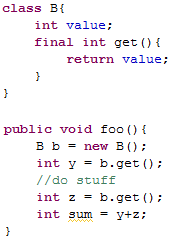 class B{
    int value;
    final int get(){
        return value;
    }
}

public void foo(){
    B b = new B();
    int y = b.get();
    //do stuff
    int z = b.get();
    int sum = y+z;
}